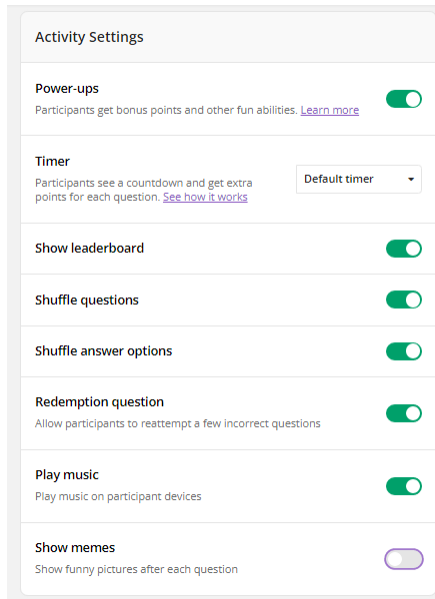 Activity Settings
Power-ups
Participants get bonus points and other fun abilities. Learn more
Timer
Participants see a countdown and get extra
points for each question. See how it works
Default timer
Show leaderboard
Shuffle questions
Shuffle answer options
Redemption question
Allow participants to reattempt a few incorrect questions
Play music
Play music on participant devices
Show memes
Show funny pictures after each question